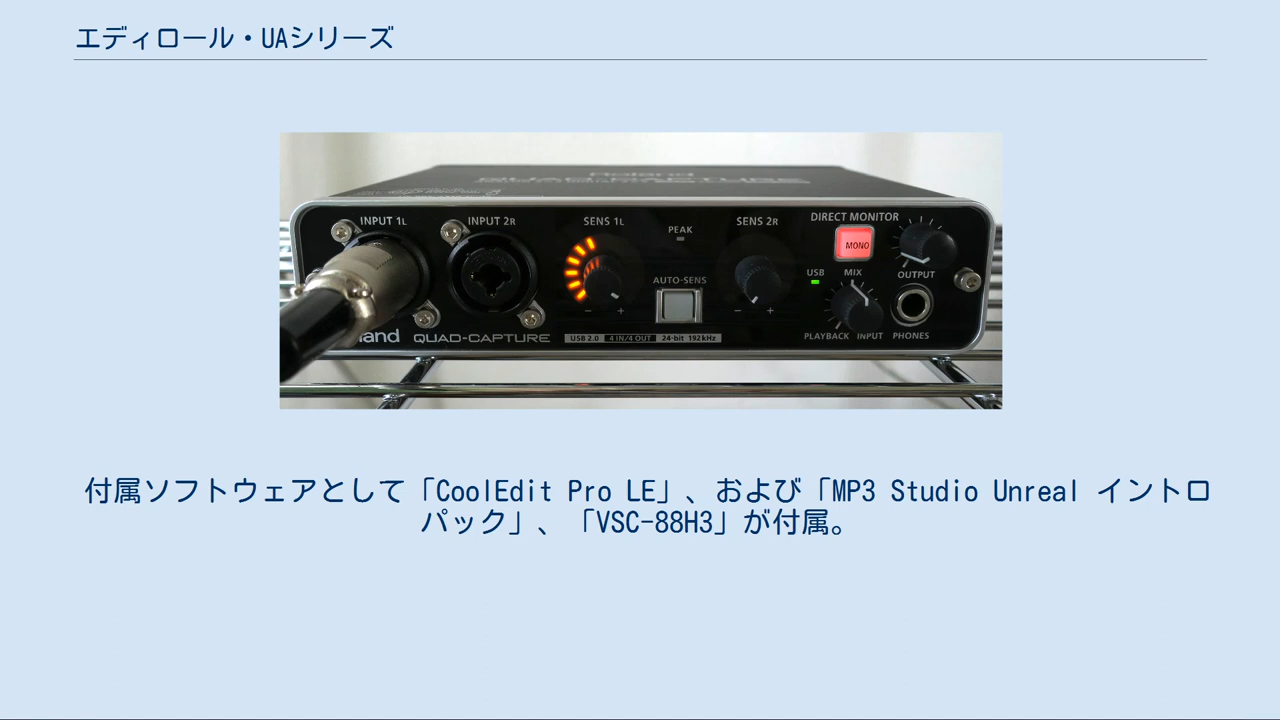 エディロール・UAシリーズ
Roland
QUAD-CAPTURE
INPUT 1L
INPUT 2R
SENS 1L
PEAK
SENS 2R
DIRECT MONITOR
MONO
AUTO-SENS
USB
MIX
OUTPUT
- +
- +
PLAYBACK INPUT PHONES
QUAD-CAPTURE
USB 2.0 4 IN/4 OUT 24-bit 192kHz
付属ソフトウェアとして「CoolEdit Pro LE」、および「MP3 Studio Unreal イントロ
パック」、「VSC-88H3」が付属。